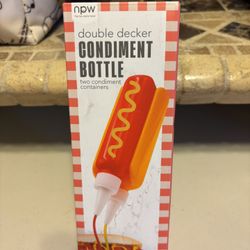 npw
double decker
CONDIMENT
BOTTLE
two condiment
containers